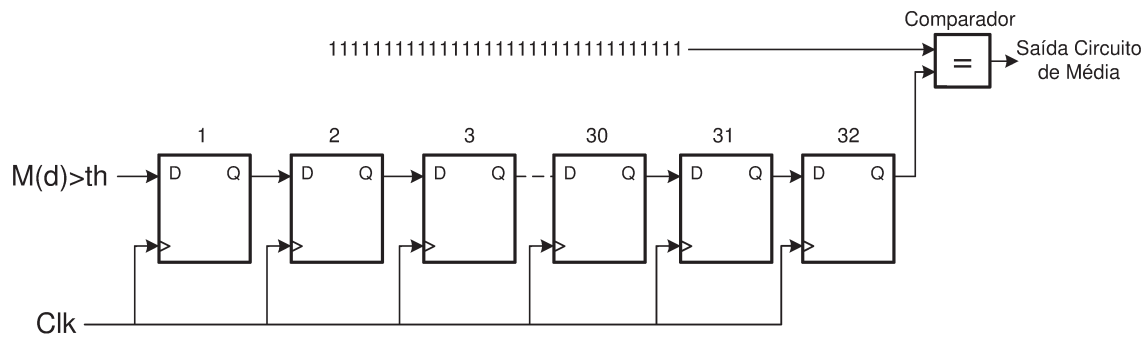 Comparador
11111111111111111111111111111111
=
Saída Circuito
de Média
1 2 3 30 31 32
M(d)>th
D Q D Q D Q D Q D Q D Q
Clk